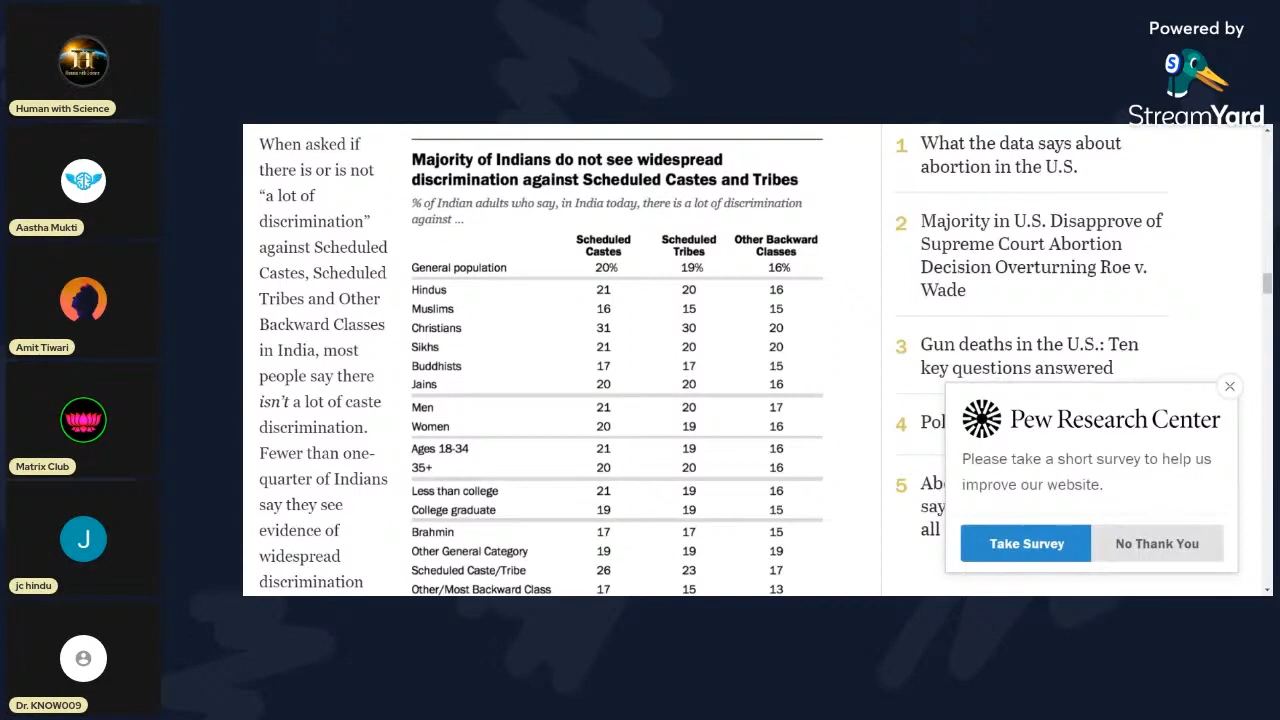 Human with Science
Aastha Mukti
Amit Tiwari
Matrix Club
J
jc hindu
Dr. KNOW009
When asked if
there is or is not
“a lot of
discrimination”
against Scheduled
Castes, Scheduled
Tribes and Other
Backward Classes
in India, most
people say there
isn’t a lot of caste
discrimination.
Fewer than one-
quarter of Indians
say they see
evidence of
widespread
discrimination
Majority of Indians do not see widespread
discrimination against Scheduled Castes and Tribes
% of Indian adults who say, in India today, there is a lot of discrimination
against ...
Scheduled Castes Scheduled Tribes Other Backward Classes
General population 20% 19% 16%
Hindus 21 20 16
Muslims 16 15 15
Christians 31 30 20
Sikhs 21 20 20
Buddhists 17 17 15
Jains 20 20 16
Men 21 20 17
Women 20 19 16
Ages 18-34 21 19 16
35+ 20 20 16
Less than college 21 19 16
College graduate 19 19 15
Brahmin 17 17 15
Other General Category 19 19 19
Scheduled Caste/Tribe 26 23 17
Other/Most Backward Class 17 15 13
Powered by
S
StreamYard
1 What the data says about
abortion in the U.S.
2 Majority in U.S. Disapprove of
Supreme Court Abortion
Decision Overturning Roe v.
Wade
3 Gun deaths in the U.S.: Ten
key questions answered
4 Pol
5 Ab
say
all
Pew Research Center
Please take a short survey to help us
improve our website.
Take Survey
No Thank You